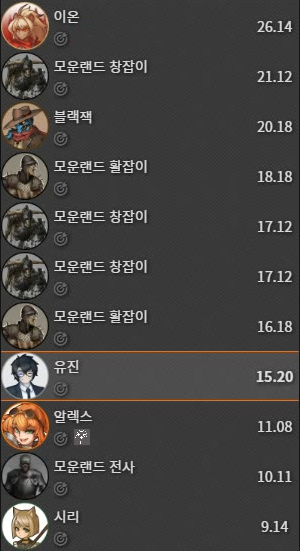 이온
26.14
모운랜드 창잡이
21.12
블랙잭
20.18
모운랜드 활잡이
18.18
모운랜드 창잡이
17.12
모운랜드 창잡이
17.12
모운랜드 활잡이
16.18
유진
15.20
알렉스
11.08
모운랜드 전사
10.11
시리
9.14